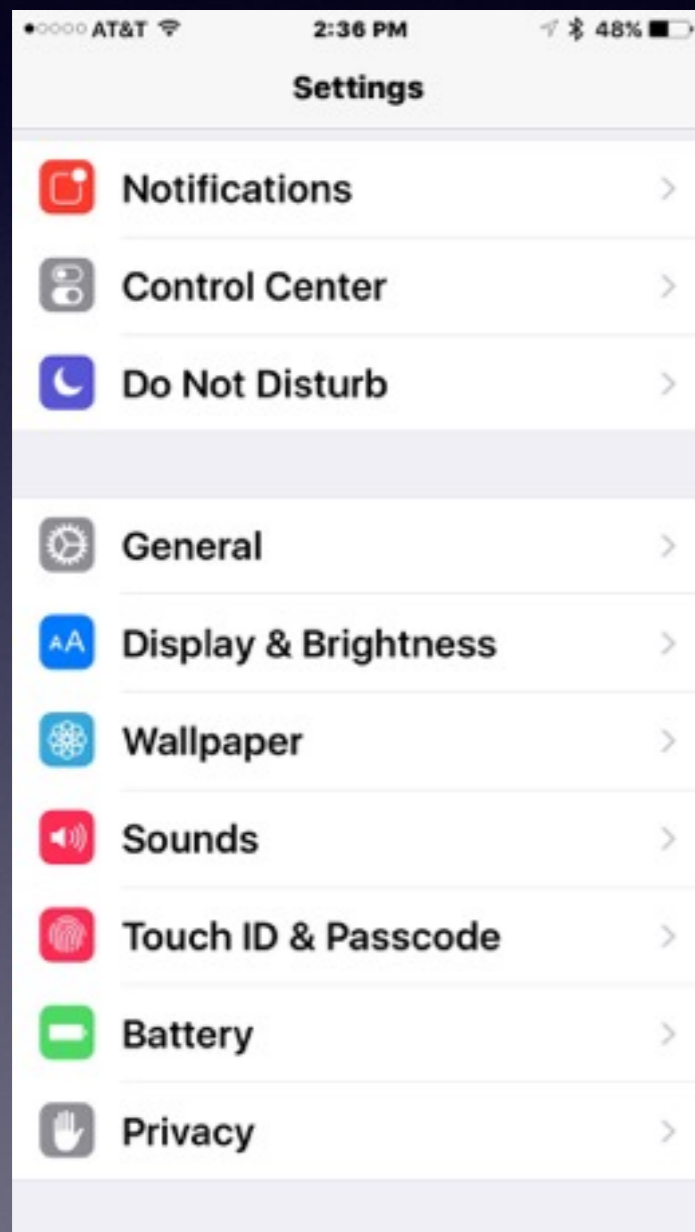 AT&T 2:36 PM 48%
Settings
Notifications
Control Center
Do Not Disturb
General
AA Display & Brightness
Wallpaper
Sounds
Touch ID & Passcode
Battery
Privacy